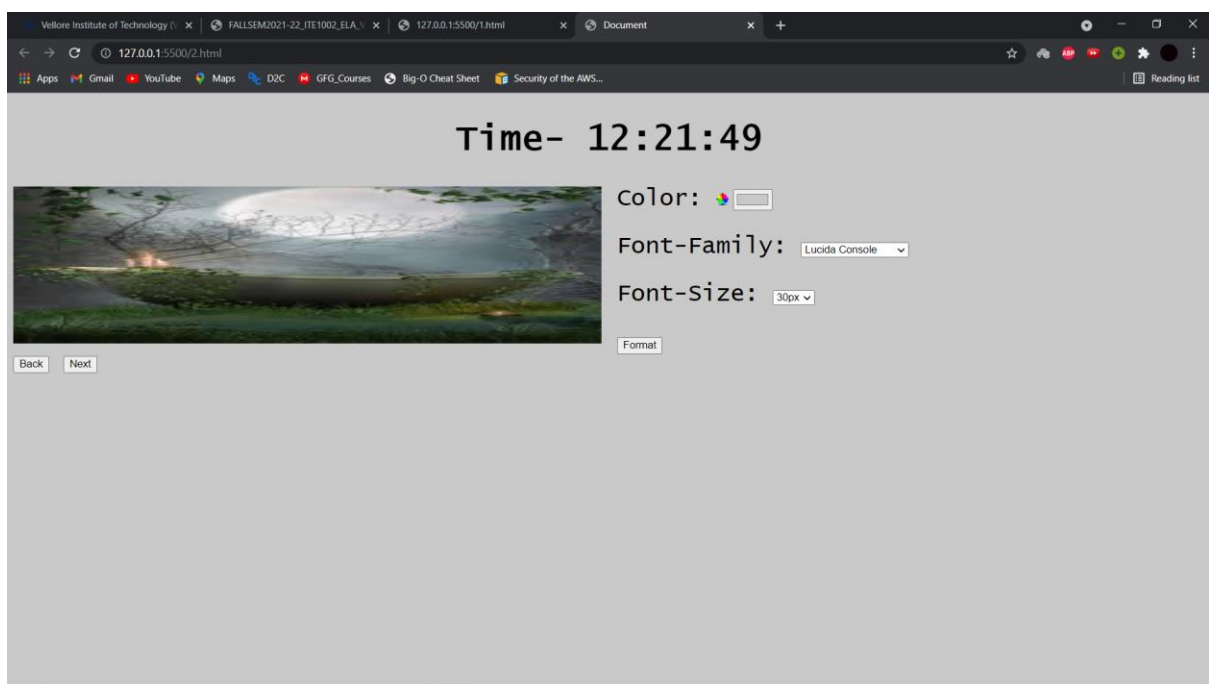 Vellore Institute of Technology (V
FALLSEM2021-22_ITE1002_ELA_V
127.0.0.1:5500/1.html
Document
127.0.0.1:5500/2.html
ABP
Apps
Gmail
YouTube
Maps
D2C
GFG_Courses
Big-O Cheat Sheet
Security of the AWS...
Reading list
Time- 12:21:49
Color:
Font-Family: Lucida Console
Font-Size: 30px
Format
Back Next